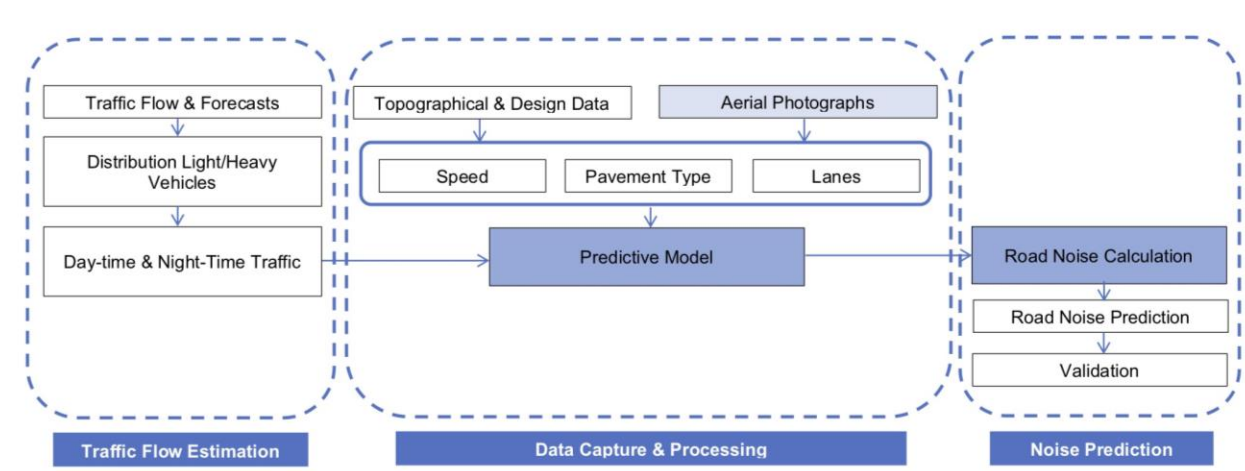 Traffic Flow & Forecasts
Distribution Light/Heavy
Vehicles
Day-time & Night-Time Traffic
Traffic Flow Estimation
Topographical & Design Data
Aerial Photographs
Speed
Pavement Type
Lanes
Predictive Model
Data Capture & Processing
Road Noise Calculation
Road Noise Prediction
Validation
Noise Prediction